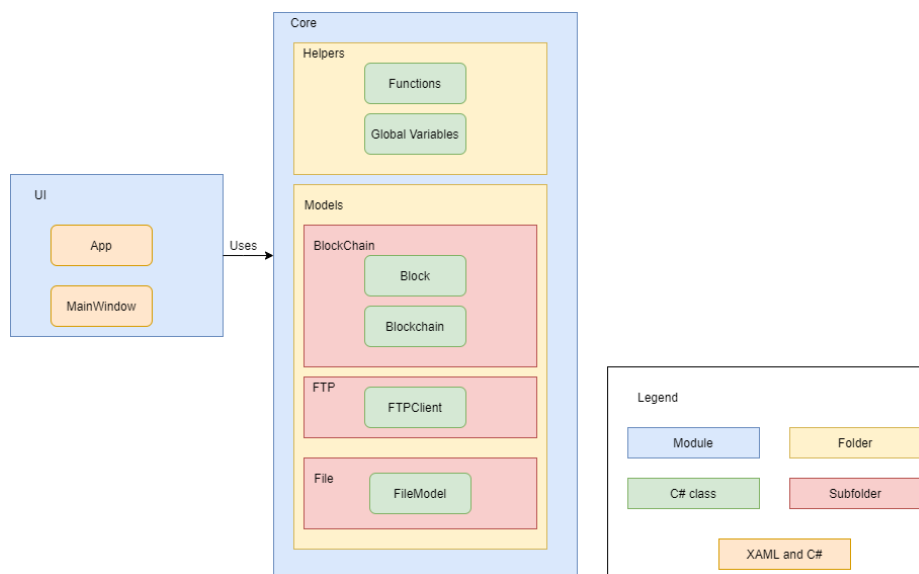 Core
Helpers
Functions
Global Variables
UI
App
MainWindow
Uses
Models
BlockChain
Block
Blockchain
FTP
FTPClient
File
FileModel
Legend
Module
Folder
C# class
Subfolder
XAML and C#